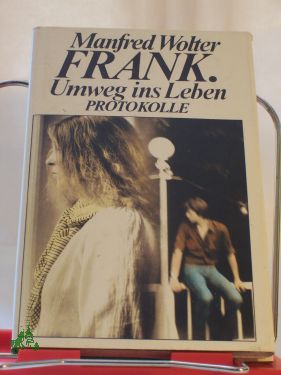 Manfred Wolter
FRANK.
Umweg ins Leben
PROTOKOLLE